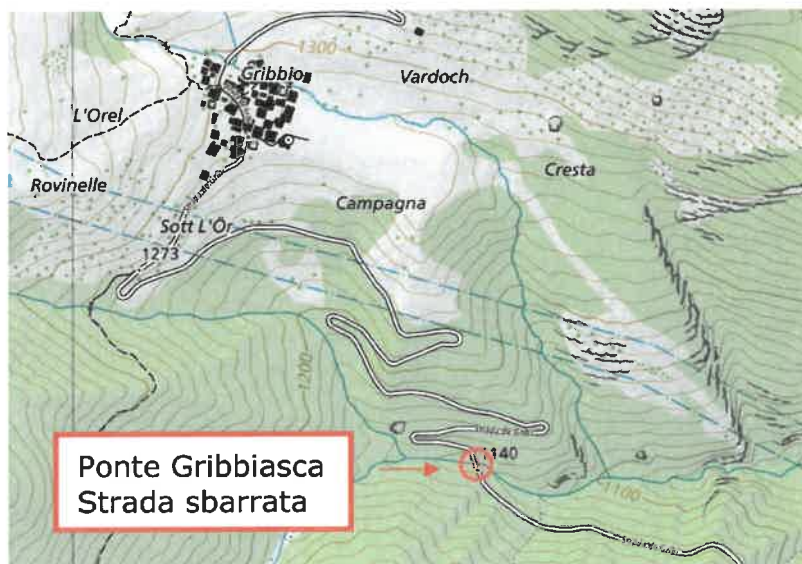 1300
Gribbio
Vardoch
L'Orel
Cresta
Rovinelle
Campagna
Sott L'Ör
1273
1200
1140
1100
Ponte Gribbiasca
Strada sbarrata